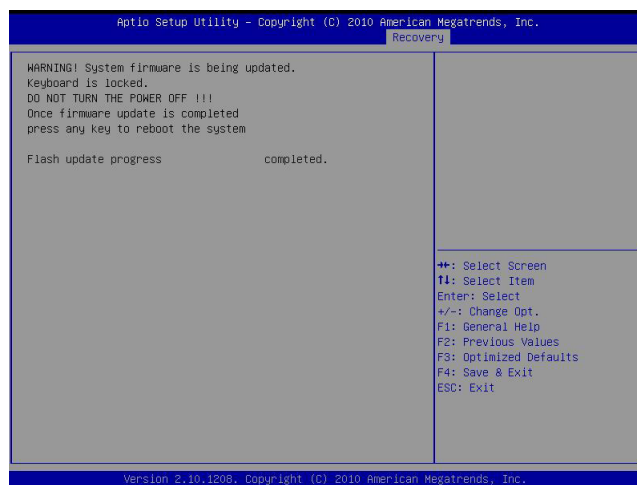 Aptio Setup Utility – Copyright (C) 2010 American Megatrends, Inc.
Recovery
WARNING! System firmware is being updated.
Keyboard is locked.
DO NOT TURN THE POWER OFF !!!
Once firmware update is completed
press any key to reboot the system
Flash update progress completed.
→←: Select Screen
↑↓: Select Item
Enter: Select
+/-: Change Opt.
F1: General Help
F2: Previous Values
F3: Optimized Defaults
F4: Save & Exit
ESC: Exit
Version 2.10.1208. Copyright (C) 2010 American Megatrends, Inc.